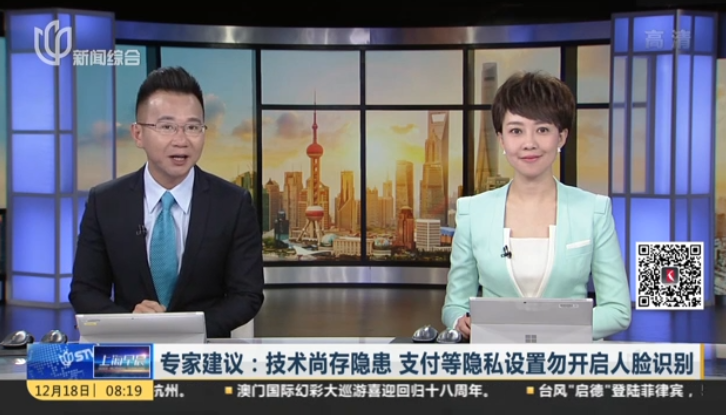 新闻综合
高清
STV
上海早晨
专家建议：技术尚存隐患 支付等隐私设置勿开启人脸识别
12月18日 08:19
杭州。 ■ 澳门国际幻彩大巡游喜迎回归十八周年。 ■ 台风“启德”登陆菲律宾，